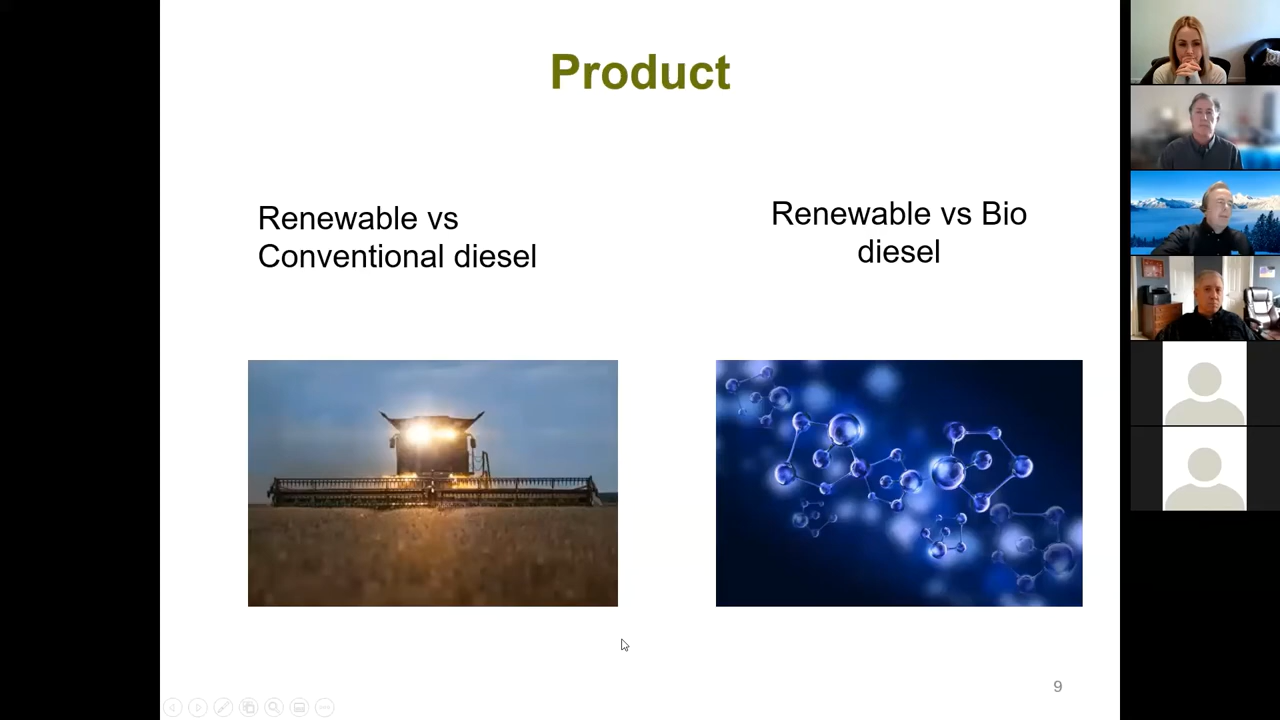 Product
Renewable vs
Conventional diesel
Renewable vs Bio
diesel
9